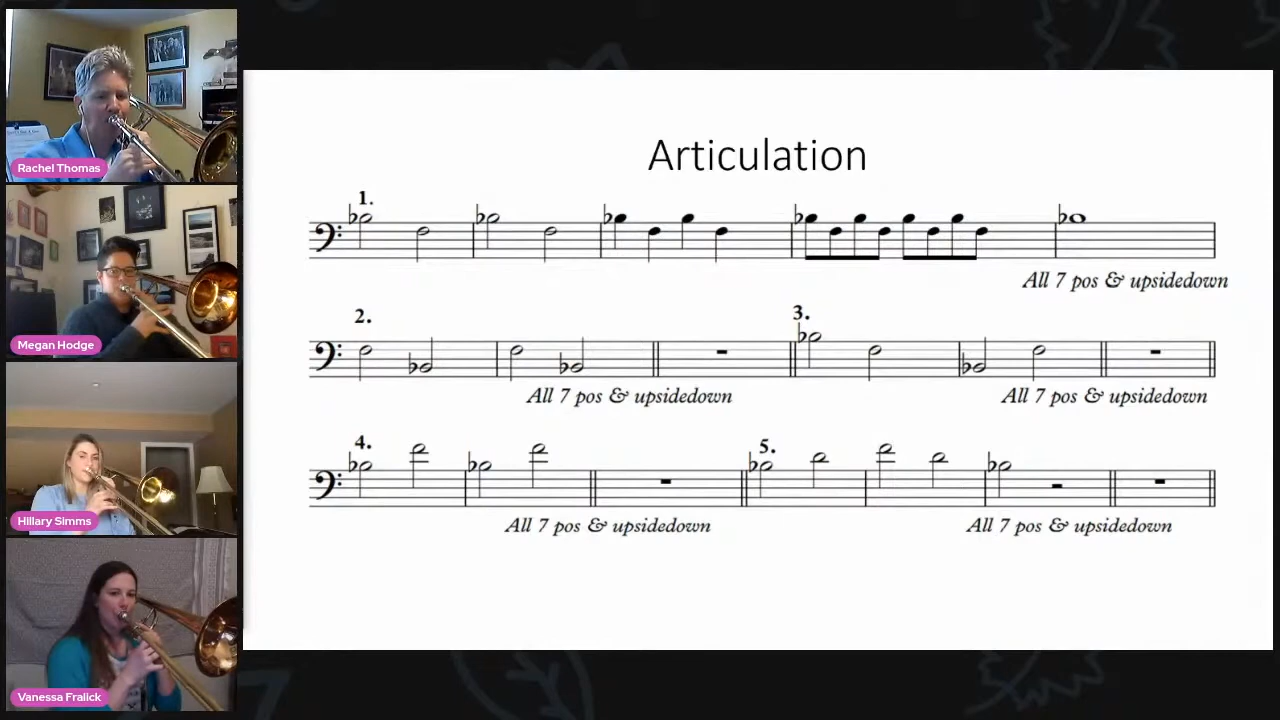 Rachel Thomas
Megan Hodge
Hillary Simms
Vanessa Fralick
Articulation
1.
All 7 pos & upsidedown
2.
3.
All 7 pos & upsidedown
All 7 pos & upsidedown
4.
5.
All 7 pos & upsidedown
All 7 pos & upsidedown